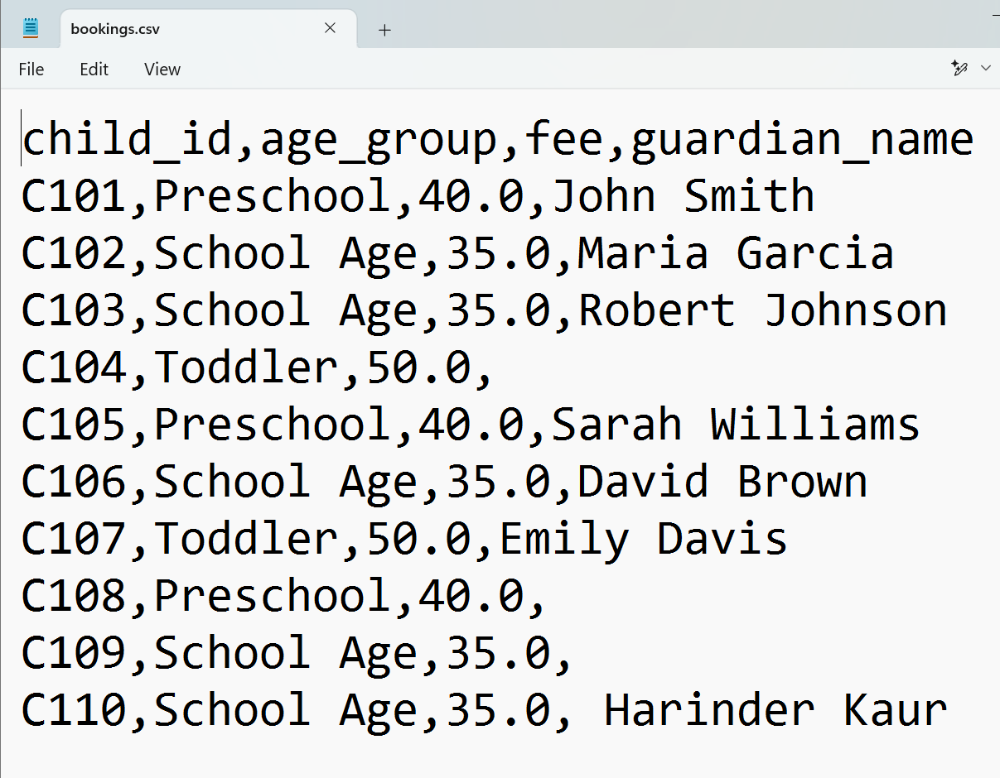 bookings.csv
File Edit View
child_id,age_group,fee,guardian_name
C101,Preschool,40.0,John Smith
C102,School Age,35.0,Maria Garcia
C103,School Age,35.0,Robert Johnson
C104,Toddler,50.0,
C105,Preschool,40.0,Sarah Williams
C106,School Age,35.0,David Brown
C107,Toddler,50.0,Emily Davis
C108,Preschool,40.0,
C109,School Age,35.0,
C110,School Age,35.0, Harinder Kaur